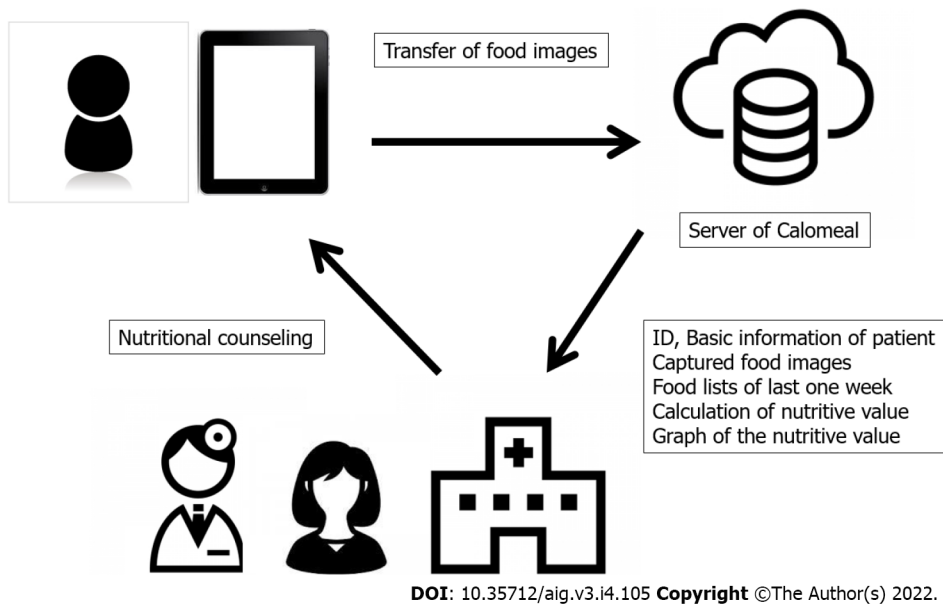 Transfer of food images
Server of Calomeal
Nutritional counseling
ID, Basic information of patient
Captured food images
Food lists of last one week
Calculation of nutritive value
Graph of the nutritive value
DOI: 10.35712/aig.v3.i4.105 Copyright ©The Author(s) 2022.